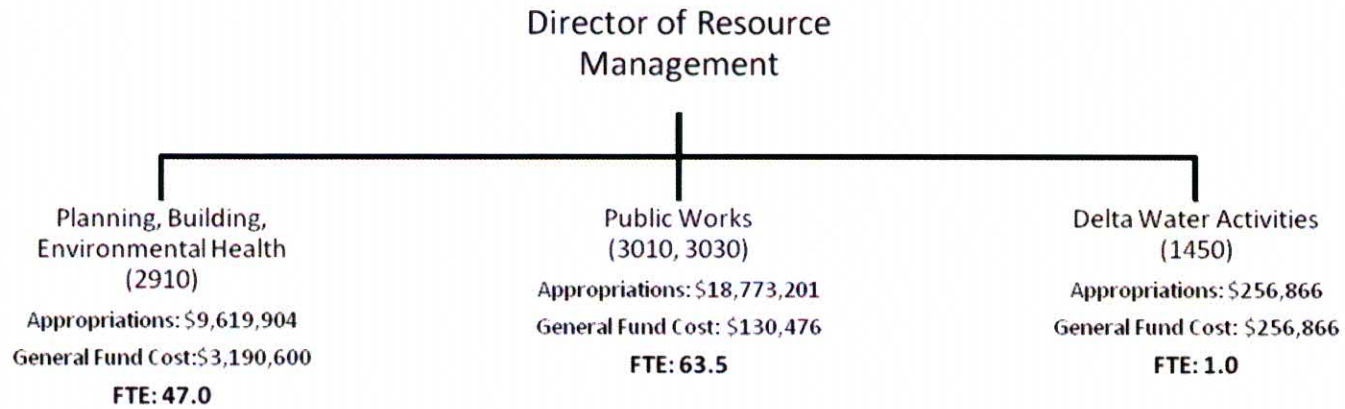 Director of Resource
Management
Planning, Building,
Environmental Health
(2910)
Appropriations: $9,619,904
General Fund Cost:$3,190,600
FTE: 47.0
Public Works
(3010, 3030)
Appropriations: $18,773,201
General Fund Cost: $130,476
FTE: 63.5
Delta Water Activities
(1450)
Appropriations: $256,866
General Fund Cost: $256,866
FTE: 1.0